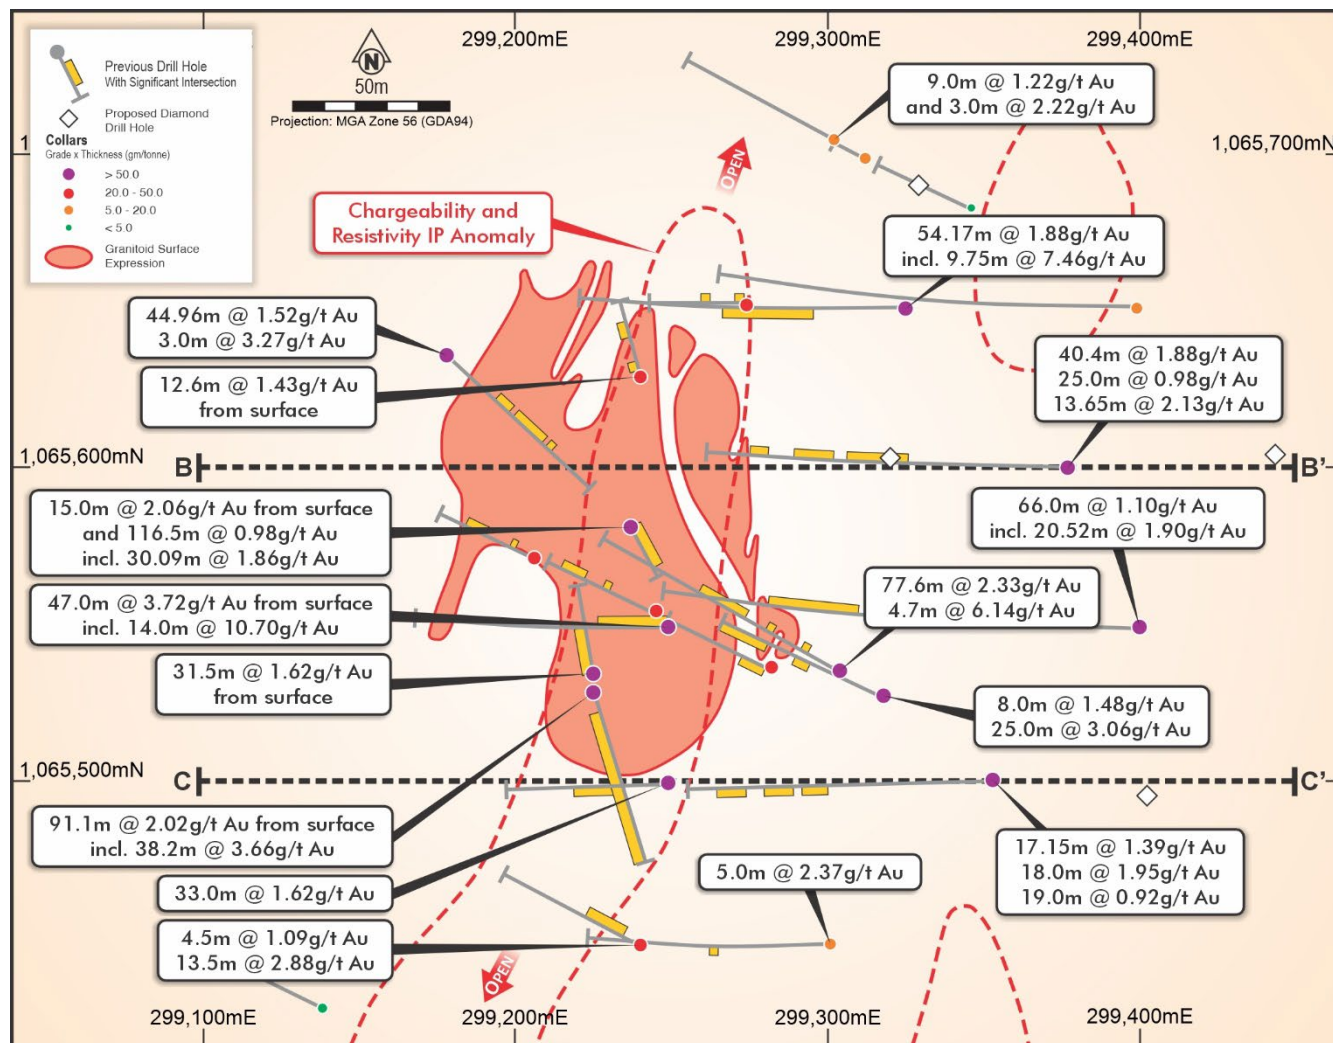 299,200mE
299,300mE
299,400mE
Previous Drill Hole
With Significant Intersection
Proposed Diamond
Drill Hole
Collars
Grade x Thickness (gm/tonne)
> 50.0
20.0 - 50.0
5.0 - 20.0
< 5.0
Granitoid Surface
Expression
N
50m
Projection: MGA Zone 56 (GDA94)
9.0m @ 1.22g/t Au
and 3.0m @ 2.22g/t Au
1
1,065,700mN
OPEN
Chargeability and
Resistivity IP Anomaly
54.17m @ 1.88g/t Au
incl. 9.75m @ 7.46g/t Au
44.96m @ 1.52g/t Au
3.0m @ 3.27g/t Au
12.6m @ 1.43g/t Au
from surface
40.4m @ 1.88g/t Au
25.0m @ 0.98g/t Au
13.65m @ 2.13g/t Au
1,065,600mN
B
B'
15.0m @ 2.06g/t Au from surface
and 116.5m @ 0.98g/t Au
incl. 30.09m @ 1.86g/t Au
66.0m @ 1.10g/t Au
incl. 20.52m @ 1.90g/t Au
47.0m @ 3.72g/t Au from surface
incl. 14.0m @ 10.70g/t Au
77.6m @ 2.33g/t Au
4.7m @ 6.14g/t Au
31.5m @ 1.62g/t Au
from surface
8.0m @ 1.48g/t Au
25.0m @ 3.06g/t Au
1,065,500mN
C
C'
91.1m @ 2.02g/t Au from surface
incl. 38.2m @ 3.66g/t Au
17.15m @ 1.39g/t Au
18.0m @ 1.95g/t Au
19.0m @ 0.92g/t Au
33.0m @ 1.62g/t Au
5.0m @ 2.37g/t Au
4.5m @ 1.09g/t Au
13.5m @ 2.88g/t Au
OPEN
299,100mE
299,200mE
299,300mE
299,400mE